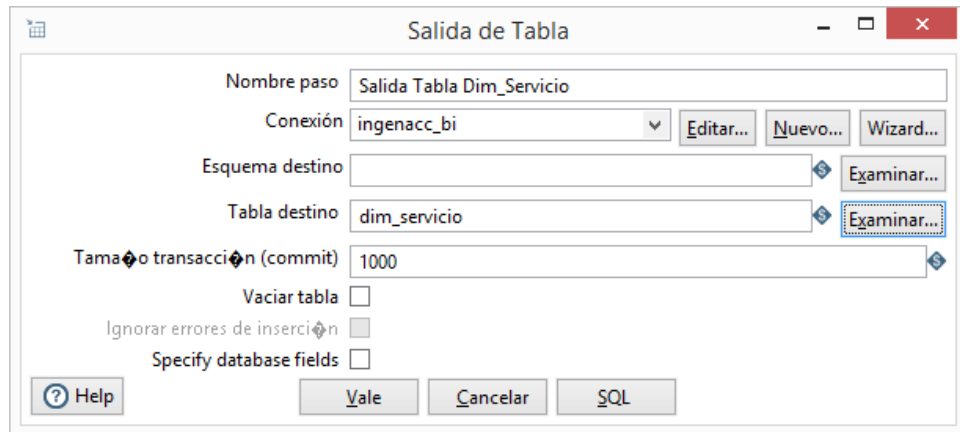 Salida de Tabla
Nombre paso Salida Tabla Dim_Servicio
Conexión ingenacc_bi Editar... Nuevo... Wizard...
Esquema destino Examinar...
Tabla destino dim_servicio Examinar...
Tama�o transacci�n (commit) 1000
Vaciar tabla
Ignorar errores de inserci�n
Specify database fields
Help Vale Cancelar SQL